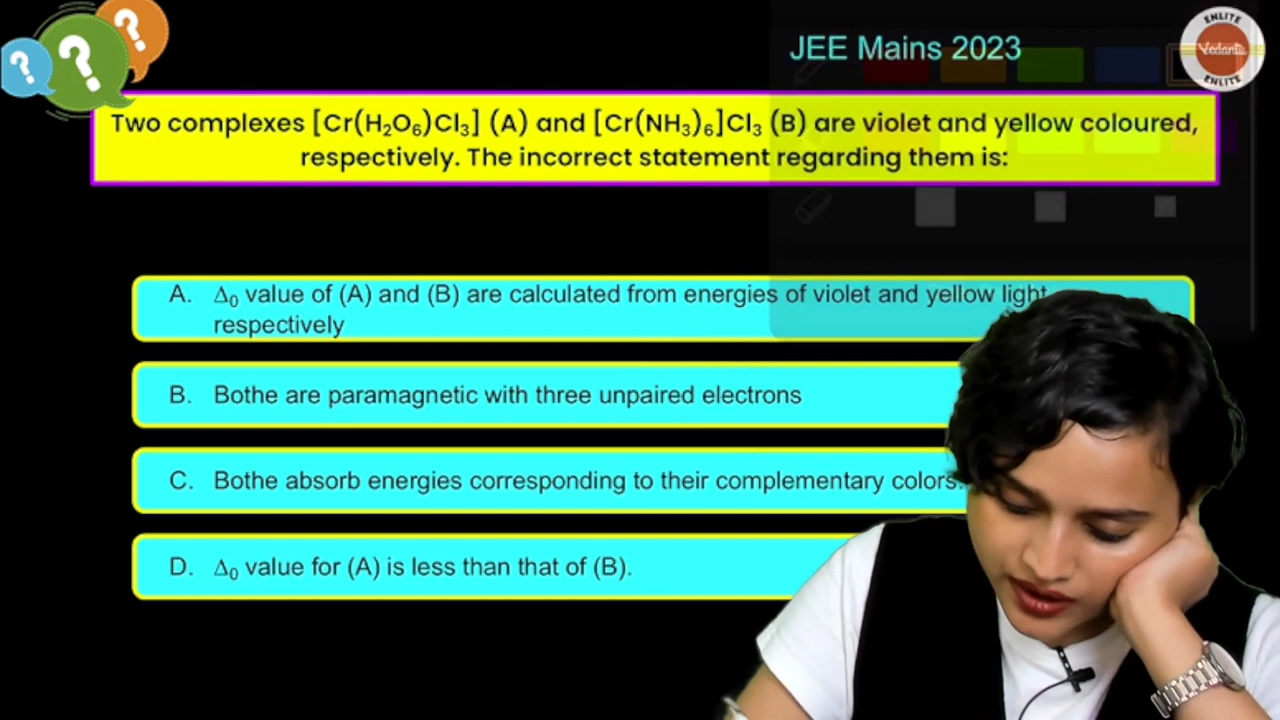 JEE Mains 2023
ENLITE
Vedantu
ENLITE
Two complexes [Cr(H₂O₆)Cl₃] (A) and [Cr(NH₃)₆]Cl₃ (B) are violet and yellow coloured,
respectively. The incorrect statement regarding them is:
A. Δ₀ value of (A) and (B) are calculated from energies of violet and yellow light
respectively
B. Bothe are paramagnetic with three unpaired electrons
C. Bothe absorb energies corresponding to their complementary colors.
D. Δ₀ value for (A) is less than that of (B).